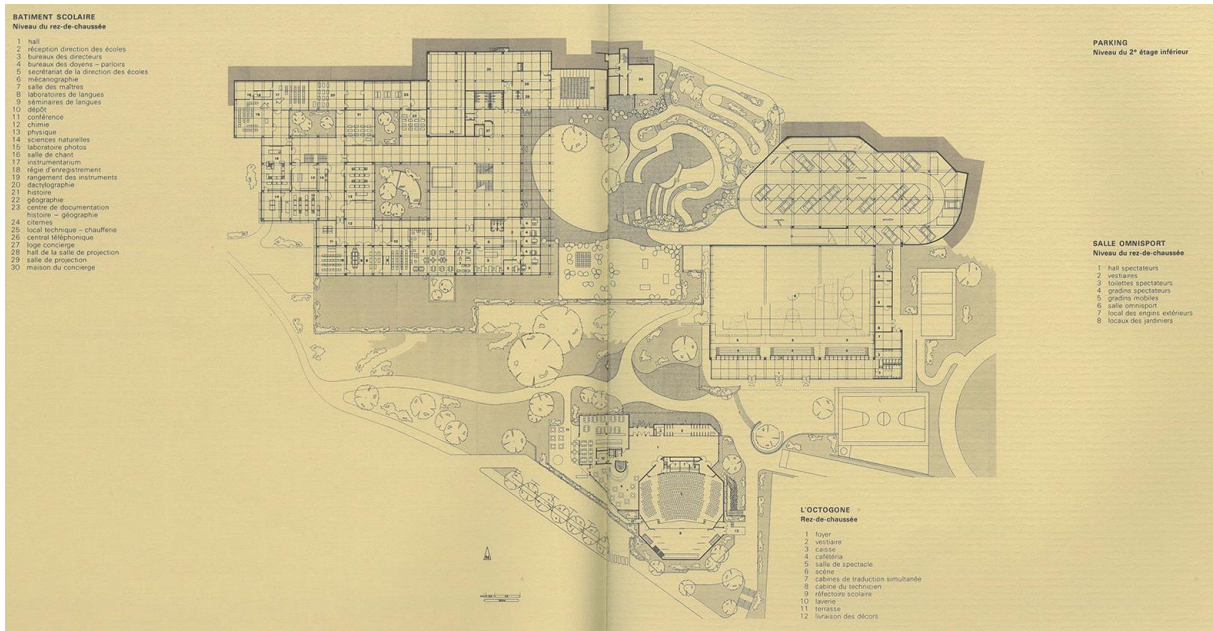 BATIMENT SCOLAIRE
Niveau du rez-de-chaussée
1 hall
2 réception direction des écoles
3 bureaux des directeurs
4 bureaux des doyens – parloirs
5 secrétariat de la direction des écoles
6 mécanographie
7 salle des maîtres
8 laboratoires de langues
9 séminaires de langues
10 dépôt
11 conférence
12 chimie
13 physique
14 sciences naturelles
15 laboratoire photos
16 salle de chant
17 instrumentarium
18 régie d'enregistrement
19 rangement des instruments
20 dactylographie
21 histoire
22 géographie
23 centre de documentation
histoire – géographie
24 citernes
25 local technique – chaufferie
26 central téléphonique
27 loge concierge
28 hall de la salle de projection
29 salle de projection
30 maison du concierge
PARKING
Niveau du 2e étage inférieur
SALLE OMNISPORT
Niveau du rez-de-chaussée
1 hall spectateurs
2 vestiaires
3 toilettes spectateurs
4 gradins spectateurs
5 gradins mobiles
6 salle omnisport
7 local des engins extérieurs
8 locaux des jardiniers
L'OCTOGONE
Rez-de-chaussée
1 foyer
2 vestiaire
3 caisse
4 cafétéria
5 salle de spectacle
6 scène
7 cabines de traduction simultanée
8 cabine du technicien
9 réfectoire scolaire
10 laverie
11 terrasse
12 livraison des décors